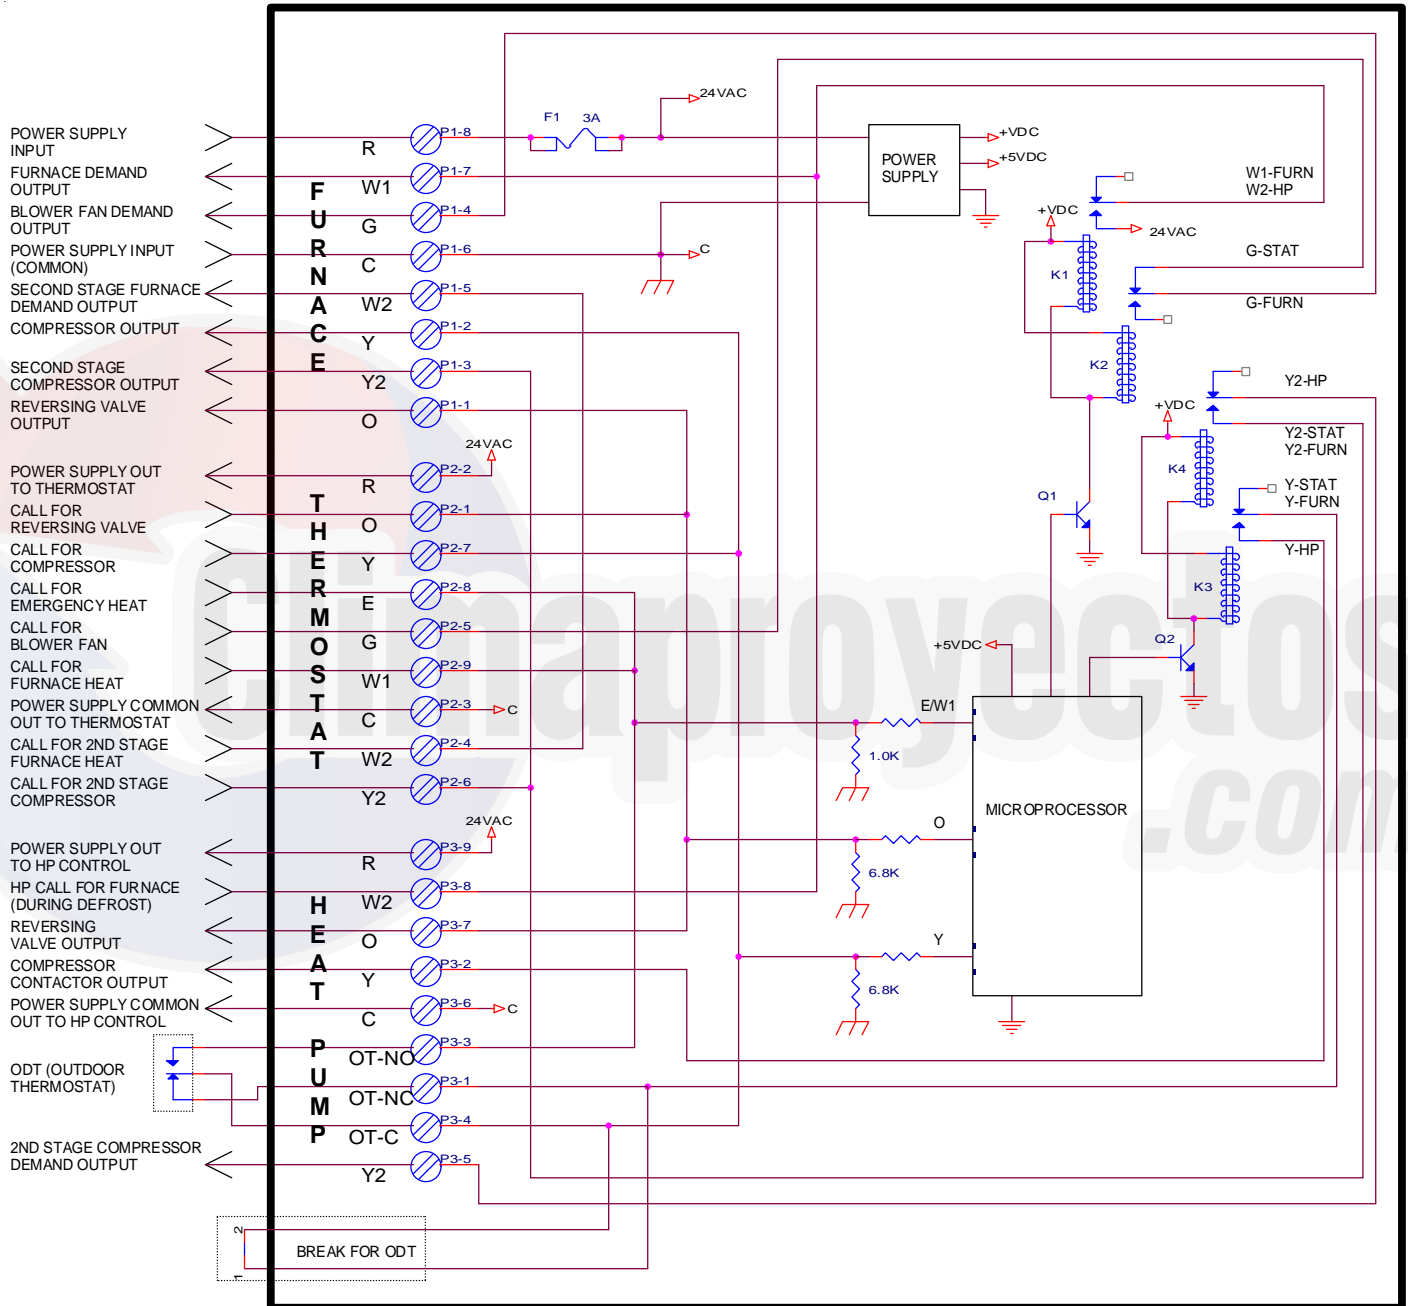 POWER SUPPLY
INPUT
R
P1-8
F1 3A
24VAC
FURNACE DEMAND
OUTPUT
W1
P1-7
BLOWER FAN DEMAND
OUTPUT
G
P1-4
POWER SUPPLY INPUT
(COMMON)
C
P1-6
C
SECOND STAGE FURNACE
DEMAND OUTPUT
W2
P1-5
COMPRESSOR OUTPUT
Y
P1-2
SECOND STAGE
COMPRESSOR OUTPUT
Y2
P1-3
REVERSING VALVE
OUTPUT
O
P1-1
FURNACE
POWER
SUPPLY
+VDC
+5VDC
W1-FURN
W2-HP
+VDC
24VAC
K1
G-STAT
G-FURN
K2
Y2-HP
+VDC
Y2-STAT
Y2-FURN
K4
Y-STAT
Y-FURN
Y-HP
K3
Q1
Q2
POWER SUPPLY OUT
TO THERMOSTAT
R
P2-2
24VAC
CALL FOR
REVERSING VALVE
O
P2-1
CALL FOR
COMPRESSOR
Y
P2-7
CALL FOR
EMERGENCY HEAT
E
P2-8
CALL FOR
BLOWER FAN
G
P2-5
CALL FOR
FURNACE HEAT
W1
P2-9
POWER SUPPLY COMMON
OUT TO THERMOSTAT
C
P2-3
C
CALL FOR 2ND STAGE
FURNACE HEAT
W2
P2-4
CALL FOR 2ND STAGE
COMPRESSOR
Y2
P2-6
THERMOSTAT
+5VDC
E/W1
1.0K
MICROPROCESSOR
O
6.8K
Y
6.8K
POWER SUPPLY OUT
TO HP CONTROL
R
P3-9
24VAC
HP CALL FOR FURNACE
(DURING DEFROST)
W2
P3-8
REVERSING
VALVE OUTPUT
O
P3-7
COMPRESSOR
CONTACTOR OUTPUT
Y
P3-2
POWER SUPPLY COMMON
OUT TO HP CONTROL
C
P3-6
C
ODT (OUTDOOR
THERMOSTAT)
OT-NO
P3-3
OT-NC
P3-1
OT-C
P3-4
2ND STAGE COMPRESSOR
DEMAND OUTPUT
Y2
P3-5
HEAT PUMP
2
BREAK FOR ODT
1
Climaproyectos
.com